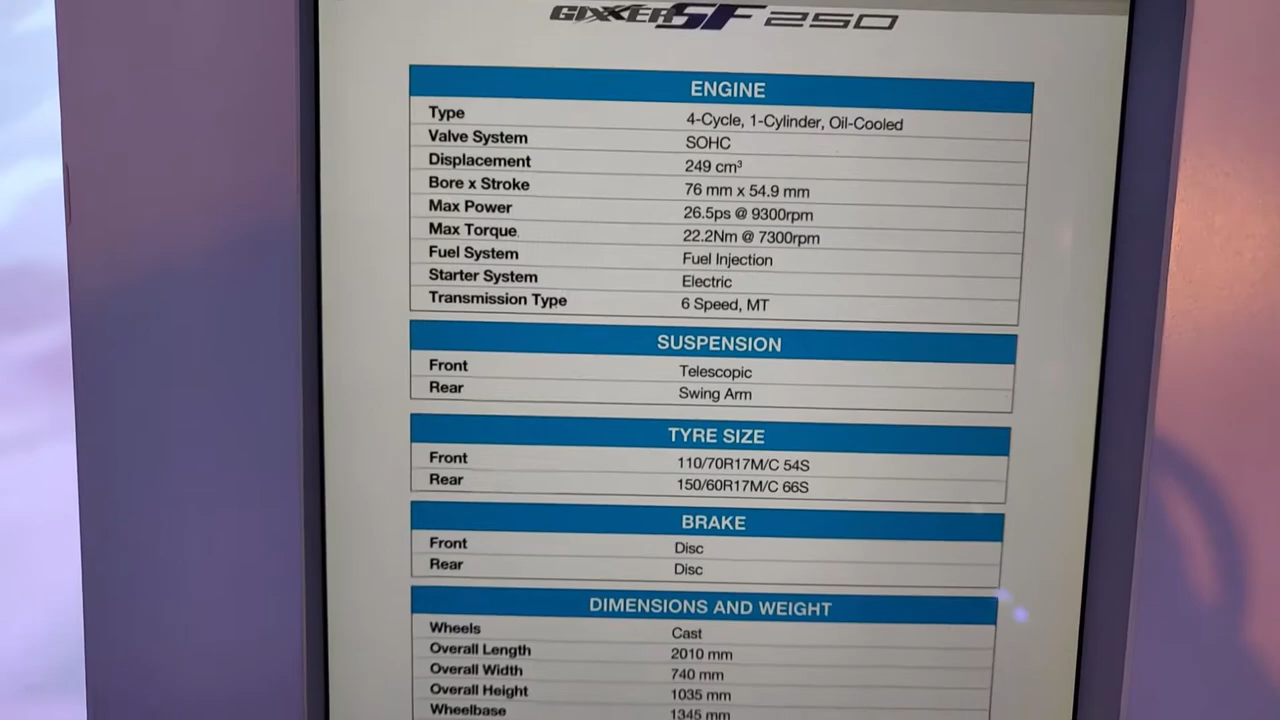 GIXXER SF 250
ENGINE
Type 4-Cycle, 1-Cylinder, Oil-Cooled
Valve System SOHC
Displacement 249 cm³
Bore x Stroke 76 mm x 54.9 mm
Max Power 26.5ps @ 9300rpm
Max Torque 22.2Nm @ 7300rpm
Fuel System Fuel Injection
Starter System Electric
Transmission Type 6 Speed, MT
SUSPENSION
Front Telescopic
Rear Swing Arm
TYRE SIZE
Front 110/70R17M/C 54S
Rear 150/60R17M/C 66S
BRAKE
Front Disc
Rear Disc
DIMENSIONS AND WEIGHT
Wheels Cast
Overall Length 2010 mm
Overall Width 740 mm
Overall Height 1035 mm
Wheelbase 1345 mm